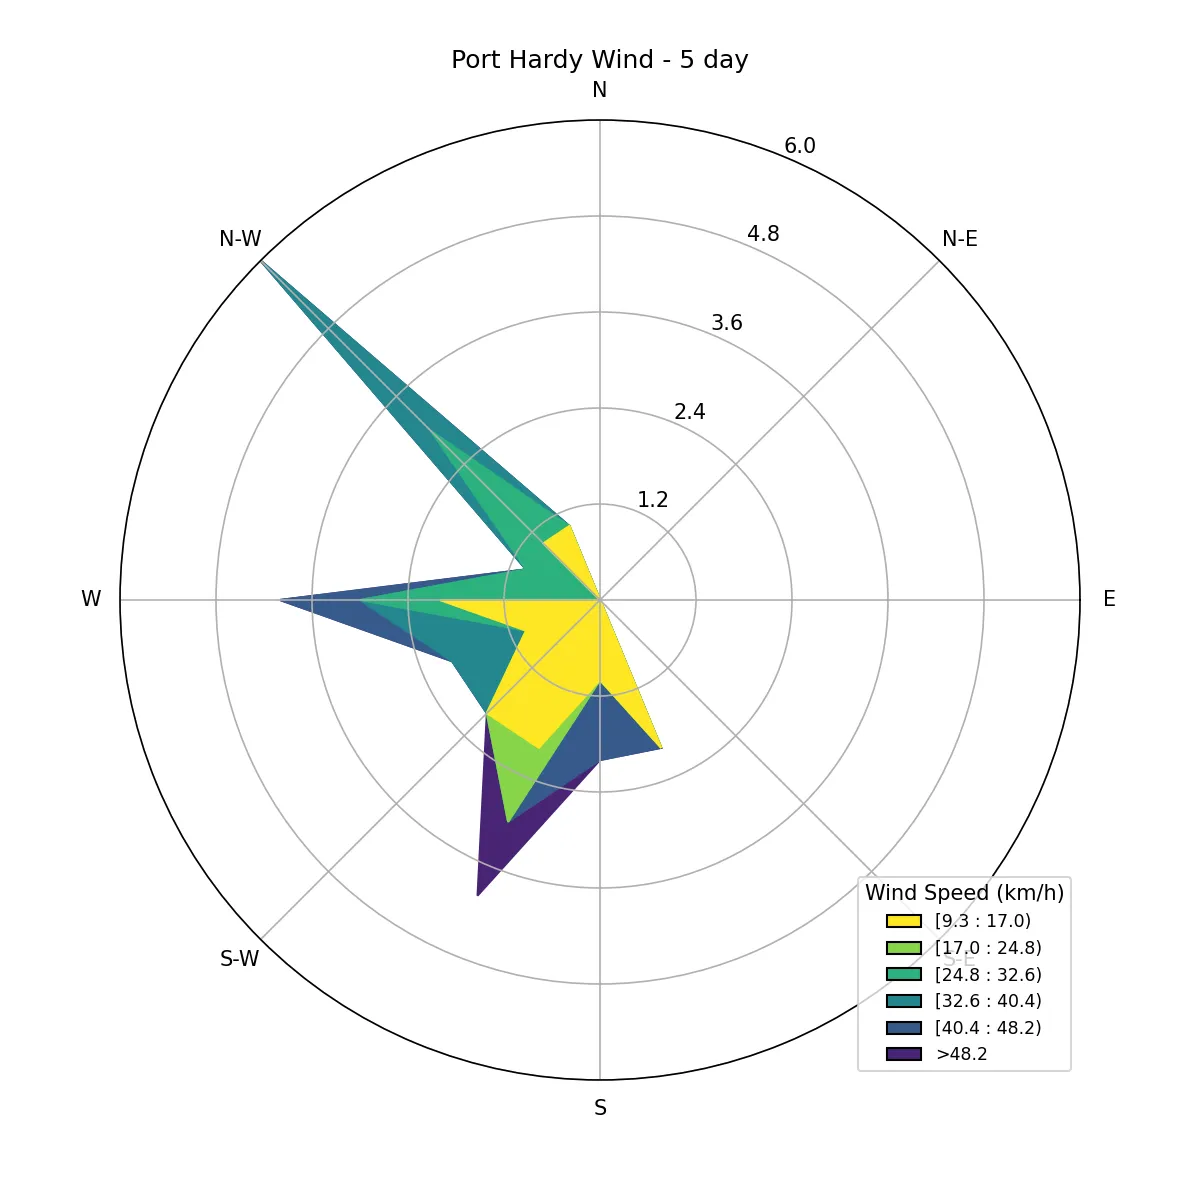 Port Hardy Wind - 5 day
N
6.0
N-W
N-E
4.8
3.6
2.4
1.2
W
E
Wind Speed (km/h)
[9.3 : 17.0)
[17.0 : 24.8)
S-W
S-E
[24.8 : 32.6)
[32.6 : 40.4)
[40.4 : 48.2)
>48.2
S